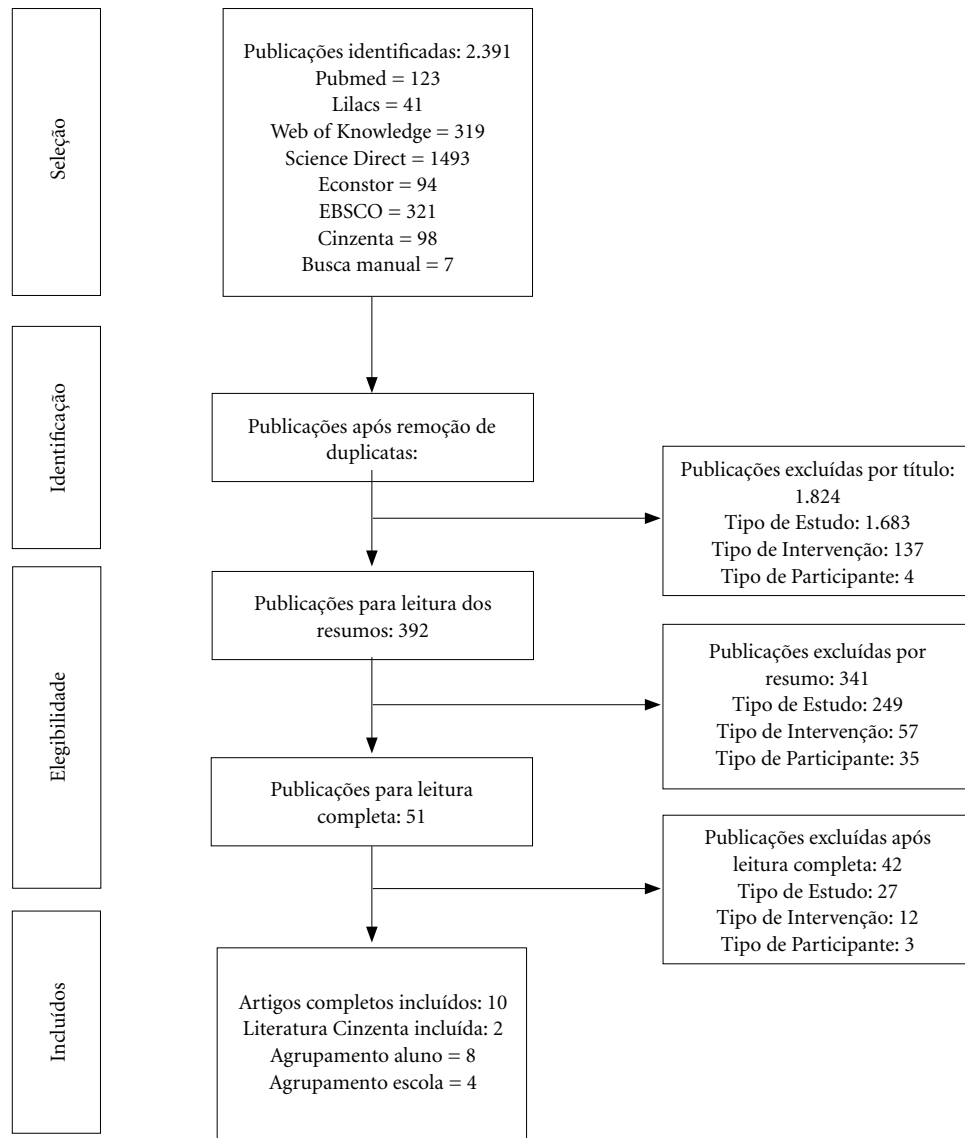 Seleção
Publicações identificadas: 2.391
Pubmed = 123
Lilacs = 41
Web of Knowledge = 319
Science Direct = 1493
Econstor = 94
EBSCO = 321
Cinzenta = 98
Busca manual = 7
Identificação
Publicações após remoção de
duplicatas:
Publicações excluídas por título:
1.824
Tipo de Estudo: 1.683
Tipo de Intervenção: 137
Tipo de Participante: 4
Elegibilidade
Publicações para leitura dos
resumos: 392
Publicações excluídas por
resumo: 341
Tipo de Estudo: 249
Tipo de Intervenção: 57
Tipo de Participante: 35
Publicações para leitura
completa: 51
Publicações excluídas após
leitura completa: 42
Tipo de Estudo: 27
Tipo de Intervenção: 12
Tipo de Participante: 3
Incluídos
Artigos completos incluídos: 10
Literatura Cinzenta incluída: 2
Agrupamento aluno = 8
Agrupamento escola = 4